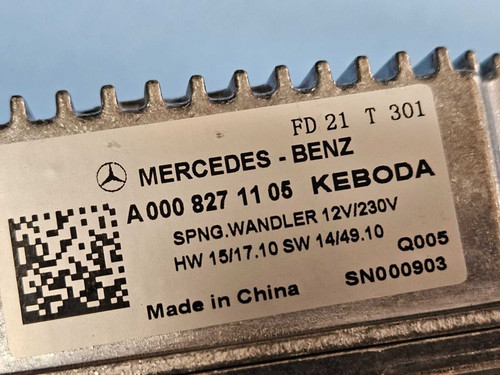 FD 21 T 301
MERCEDES - BENZ
A 000 827 11 05 KEBODA
SPNG.WANDLER 12V/230V
HW 15/17.10 SW 14/49.10 Q005
Made in China SN000903